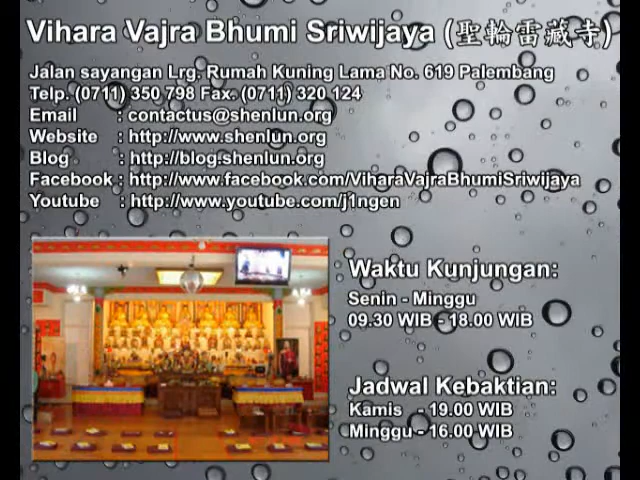 Vihara Vajra Bhumi Sriwijaya (聖輪雷藏寺)
Jalan sayangan Lrg, Rumah Kuning Lama No. 619 Palembang
Telp. (0711) 350 798 Fax. (0711) 320 124
Email : contactus@shenlun.org
Website : http://www.shenlun.org
Blog : http://blog.shenlun.org
Facebook : http://www.facebook.com/ViharaVajraBhumiSriwijaya
Youtube : http://www.youtube.com/j1ngen
Waktu Kunjungan:
Senin - Minggu
09.30 WIB - 18.00 WIB
Jadwal Kebaktian:
Kamis - 19.00 WIB
Minggu - 16.00 WIB